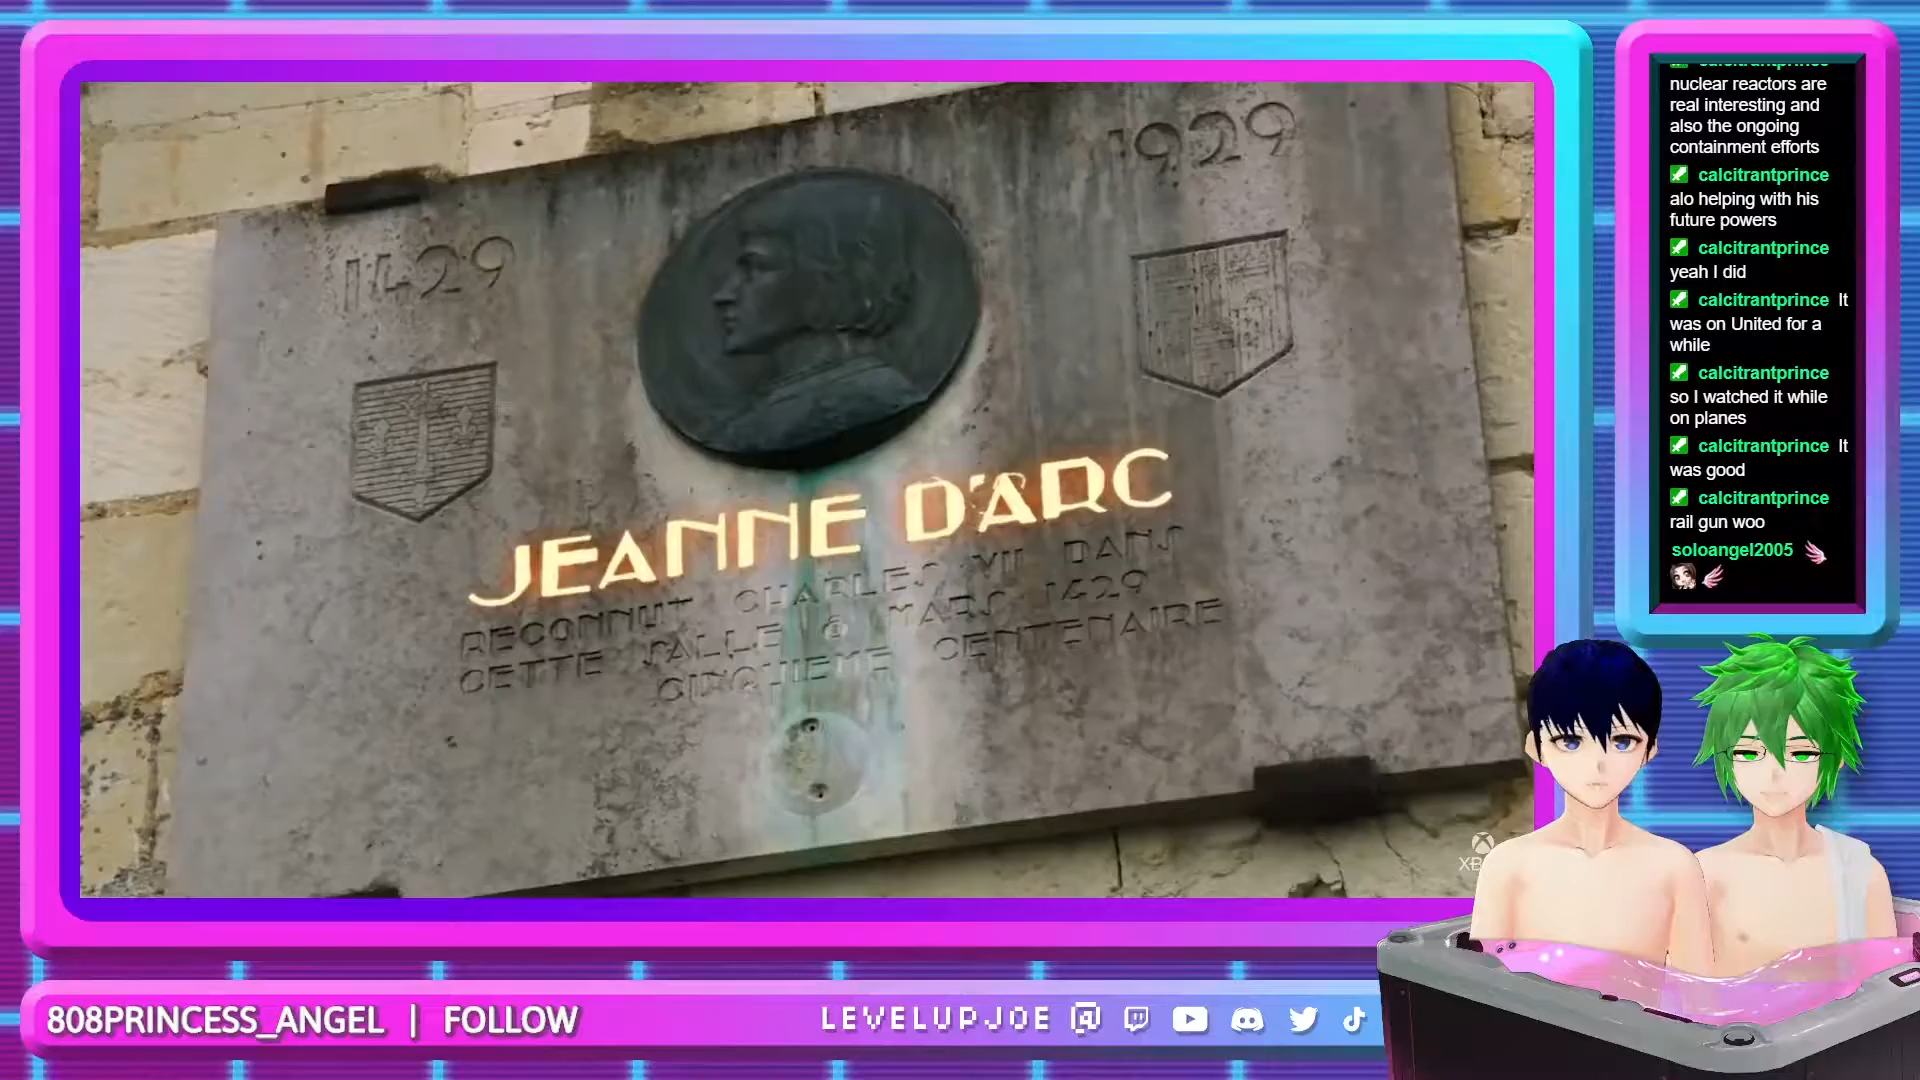 1429
1929
JEANNE D'ARC
RECONNUT CHARLES VII DANS
CETTE SALLE 8 MARS 1429
CINQUIEME CENTENAIRE
nuclear reactors are
real interesting and
also the ongoing
containment efforts
calcitrantprince
alo helping with his
future powers
calcitrantprince
yeah I did
calcitrantprince It
was on United for a
while
calcitrantprince
so I watched it while
on planes
calcitrantprince It
was good
calcitrantprince
rail gun woo
soloangel2005
808PRINCESS_ANGEL | FOLLOW
LEVELUPJOE @